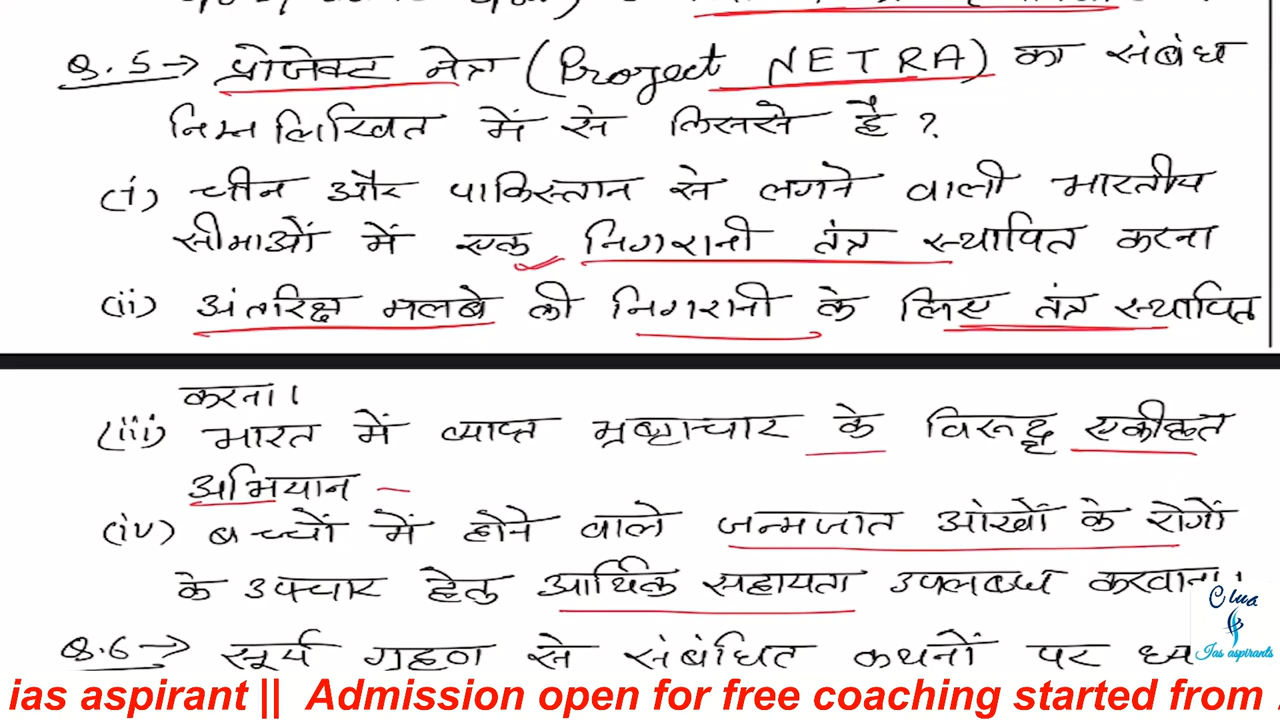 Q.5→ प्रोजेक्ट नेत्रा (Project NETRA) का संबंध
निम्नलिखित में से किससे है ?
(i) चीन और पाकिस्तान से लगने वाली भारतीय
सीमाओं में एक निगरानी तंत्र स्थापित करना
(ii) अंतरिक्ष मलबे की निगरानी के लिए तंत्र स्थापित
करना।
(iii) भारत में व्याप्त भ्रष्टाचार के विरूद्ध एकीकृत
अभियान
(iv) बच्चों में होने वाले जन्मजात आंखों के रोगों
के उपचार हेतु आर्थिक सहायता उपलब्ध करवाना।
Q.6→ सूर्य ग्रहण से संबंधित कथनों पर ध्य
Clue
Ias aspirants
ias aspirant || Admission open for free coaching started from